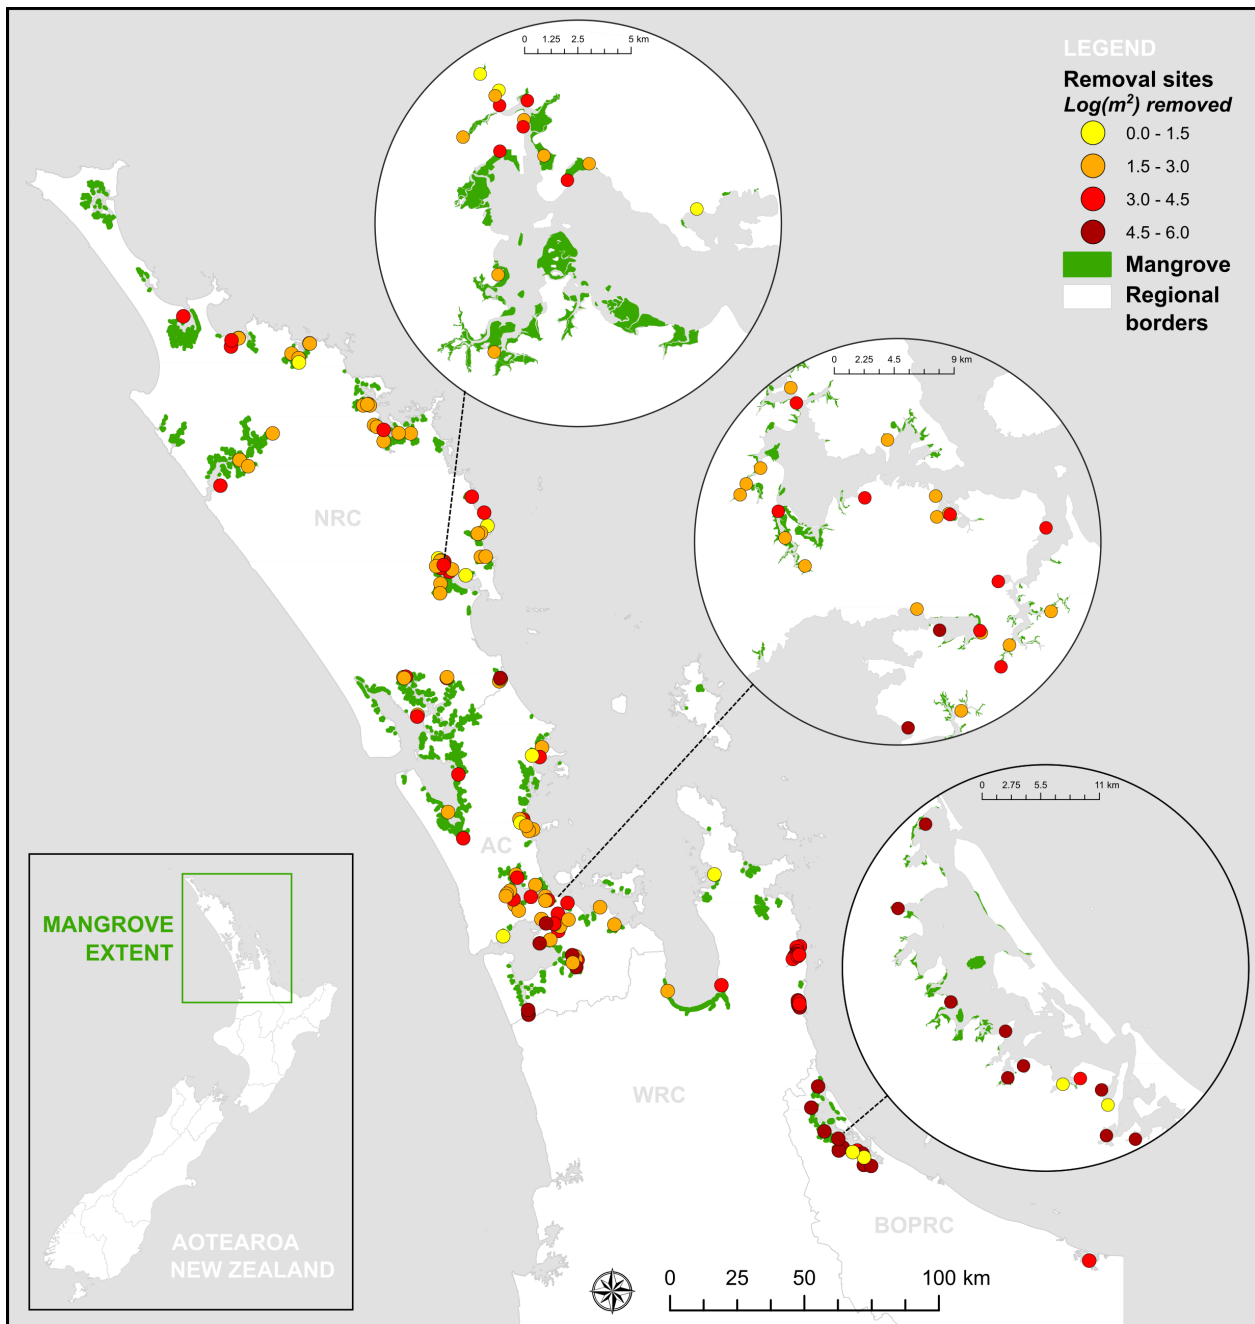 0 1.25 2.5 5 km
LEGEND
Removal sites
Log(m²) removed
0.0 - 1.5
1.5 - 3.0
3.0 - 4.5
4.5 - 6.0
Mangrove
Regional
borders
0 2.25 4.5 9 km
NRC
0 2.75 5.5 11 km
AC
MANGROVE
EXTENT
WRC
BOPRC
AOTEAROA
NEW ZEALAND
0 25 50 100 km